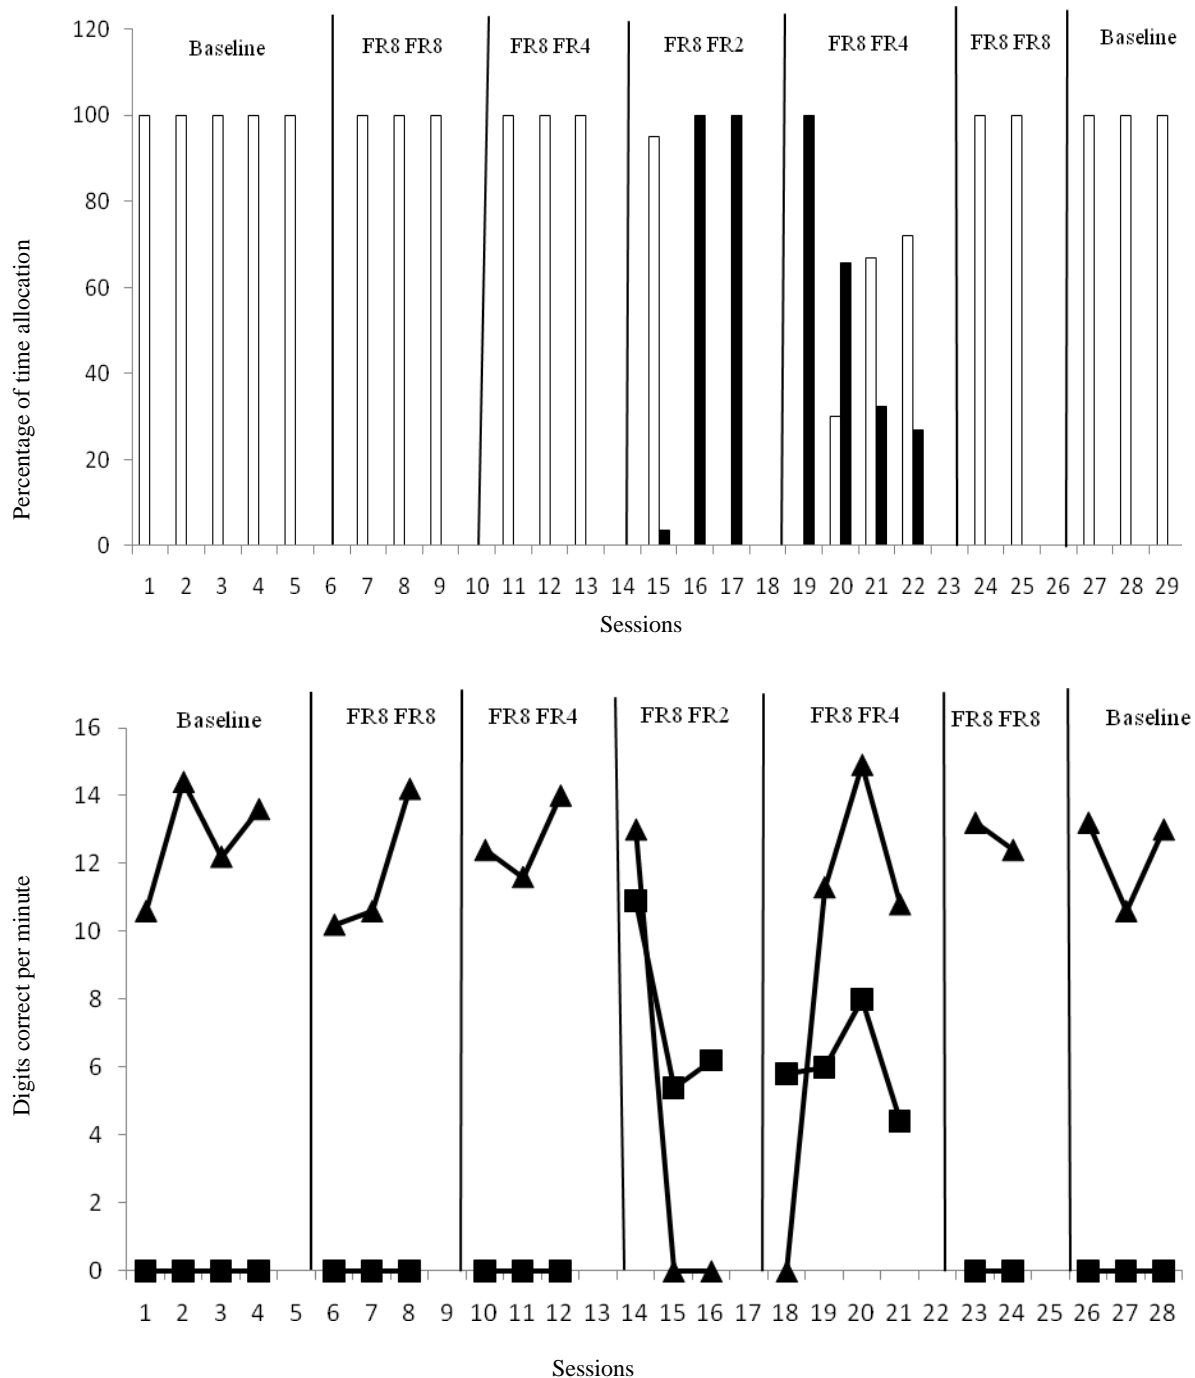 Baseline FR8 FR8 FR8 FR4 FR8 FR2 FR8 FR4 FR8 FR8 Baseline
120
100
80
60
40
20
0
Percentage of time allocation
1 2 3 4 5 6 7 8 9 10 11 12 13 14 15 16 17 18 19 20 21 22 23 24 25 26 27 28 29
Sessions
Baseline FR8 FR8 FR8 FR4 FR8 FR2 FR8 FR4 FR8 FR8 Baseline
16
14
12
10
8
6
4
2
0
Digits correct per minute
1 2 3 4 5 6 7 8 9 10 11 12 13 14 15 16 17 18 19 20 21 22 23 24 25 26 27 28
Sessions